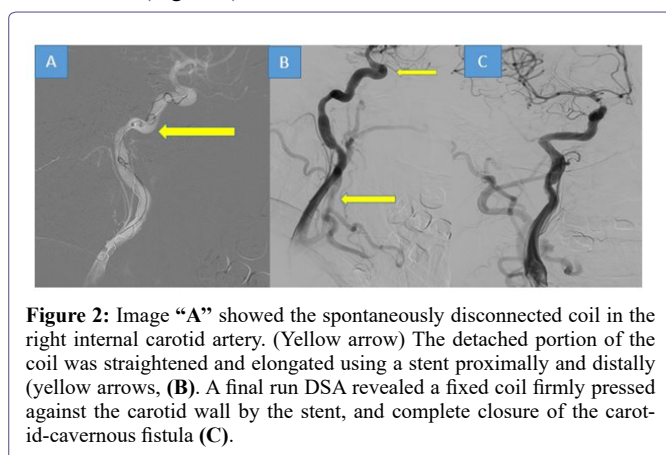 A
B
C
Figure 2: Image “A” showed the spontaneously disconnected coil in the
right internal carotid artery. (Yellow arrow) The detached portion of the
coil was straightened and elongated using a stent proximally and distally
(yellow arrows, (B). A final run DSA revealed a fixed coil firmly pressed
against the carotid wall by the stent, and complete closure of the carot-
id-cavernous fistula (C).